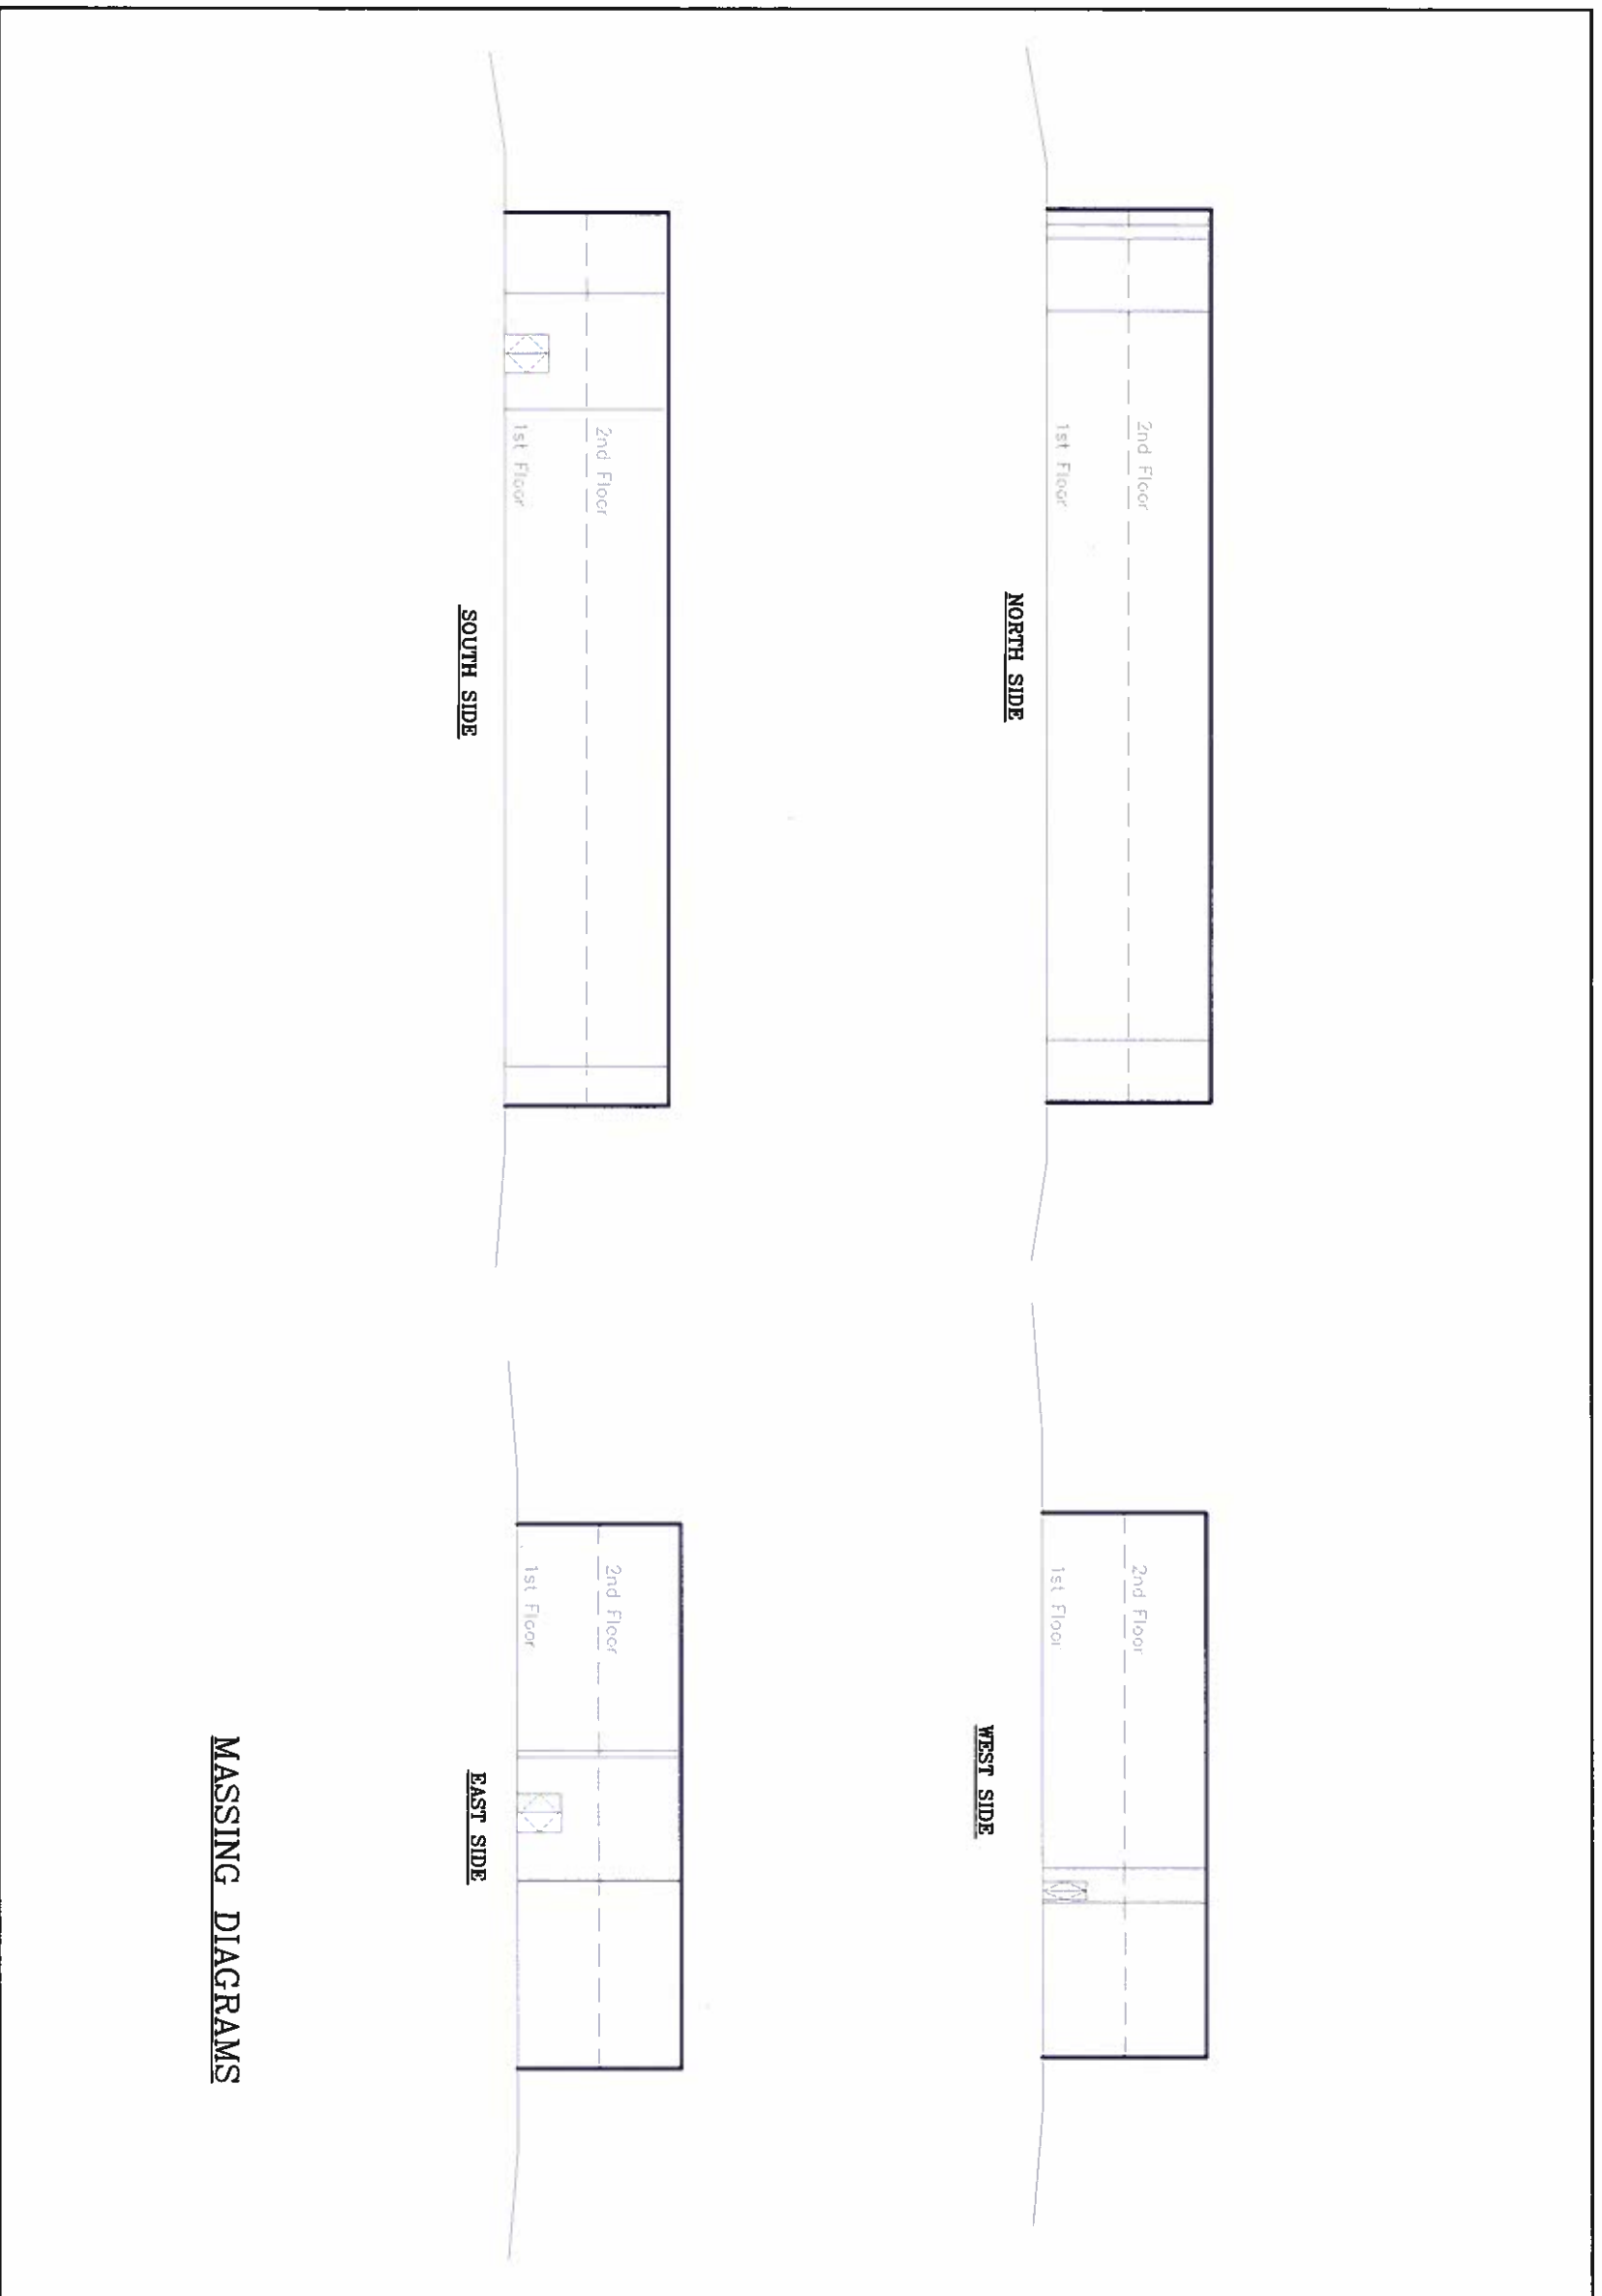 2nd Floor
1st Floor
NORTH SIDE
2nd Floor
1st Floor
WEST SIDE
2nd Floor
1st Floor
SOUTH SIDE
2nd Floor
1st Floor
EAST SIDE
MASSING DIAGRAMS